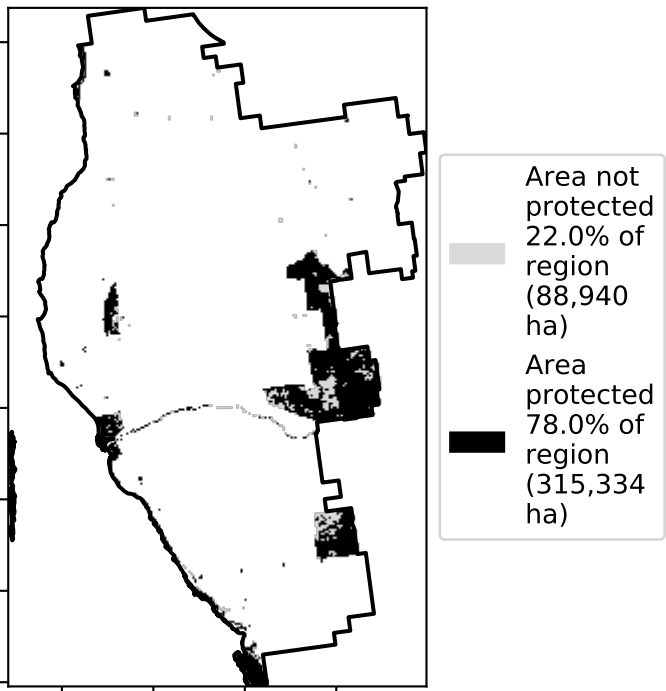 Area not
protected
22.0% of
region
(88,940
ha)
Area
protected
78.0% of
region
(315,334
ha)